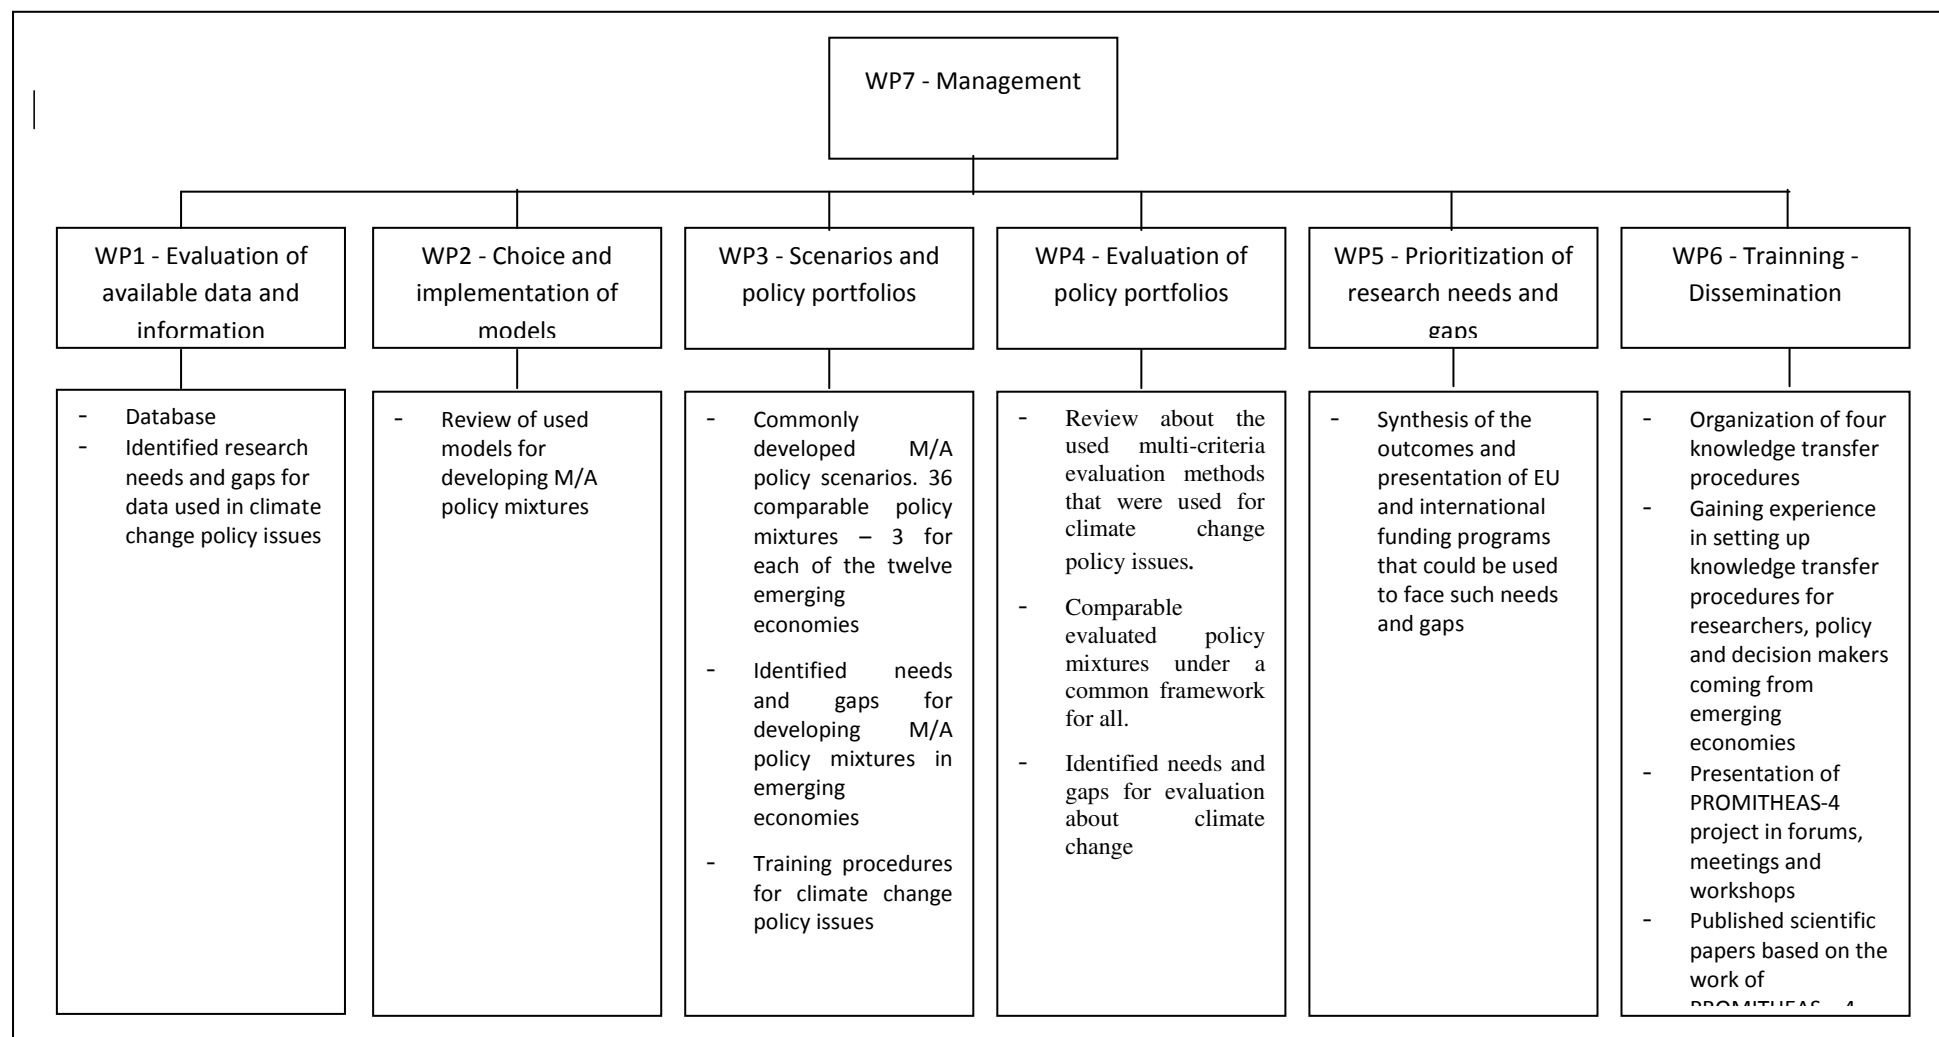 WP7 - Management
WP1 - Evaluation of
available data and
information
WP2 - Choice and
implementation of
models
WP3 - Scenarios and
policy portfolios
WP4 - Evaluation of
policy portfolios
WP5 - Prioritization of
research needs and
gaps
WP6 - Trainning -
Dissemination
- Database
- Identified research
needs and gaps for
data used in climate
change policy issues
- Review of used
models for
developing M/A
policy mixtures
- Commonly
developed M/A
policy scenarios. 36
comparable policy
mixtures – 3 for
each of the twelve
emerging
economies
- Identified needs
and gaps for
developing M/A
policy mixtures in
emerging
economies
- Training procedures
for climate change
policy issues
- Review about the
used multi-criteria
evaluation methods
that were used for
climate change
policy issues.
- Comparable
evaluated policy
mixtures under a
common framework
for all.
- Identified needs and
gaps for evaluation
about climate
change
- Synthesis of the
outcomes and
presentation of EU
and international
funding programs
that could be used
to face such needs
and gaps
- Organization of four
knowledge transfer
procedures
- Gaining experience
in setting up
knowledge transfer
procedures for
researchers, policy
and decision makers
coming from
emerging
economies
- Presentation of
PROMITHEAS-4
project in forums,
meetings and
workshops
- Published scientific
papers based on the
work of
PROMITHEAS – 4